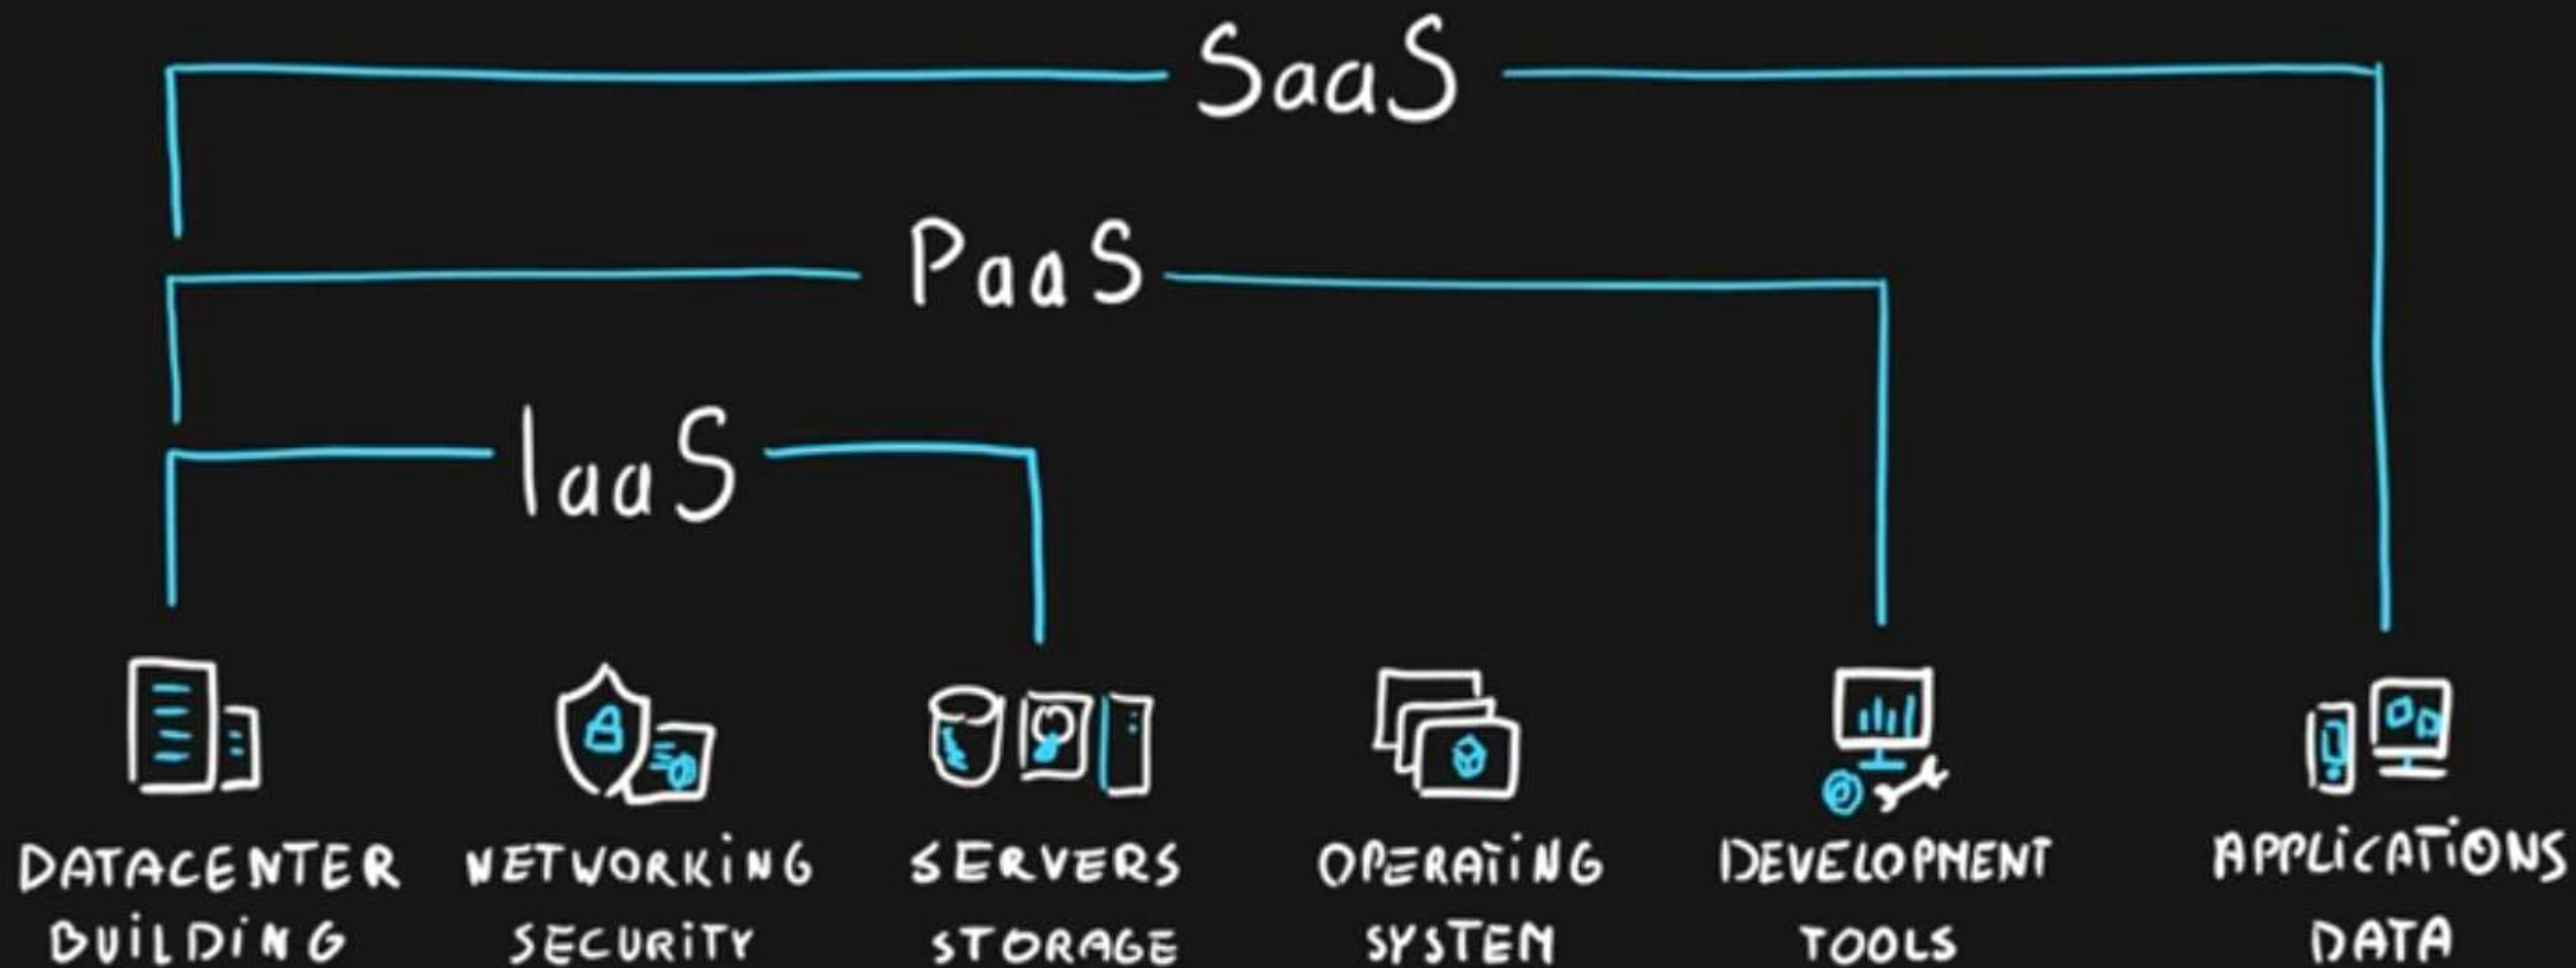 SaaS
PaaS
IaaS
DATACENTER
BUILDING
NETWORKING
SECURITY
SERVERS
STORAGE
OPERATING
SYSTEM
DEVELOPMENT
TOOLS
APPLICATIONS
DATA